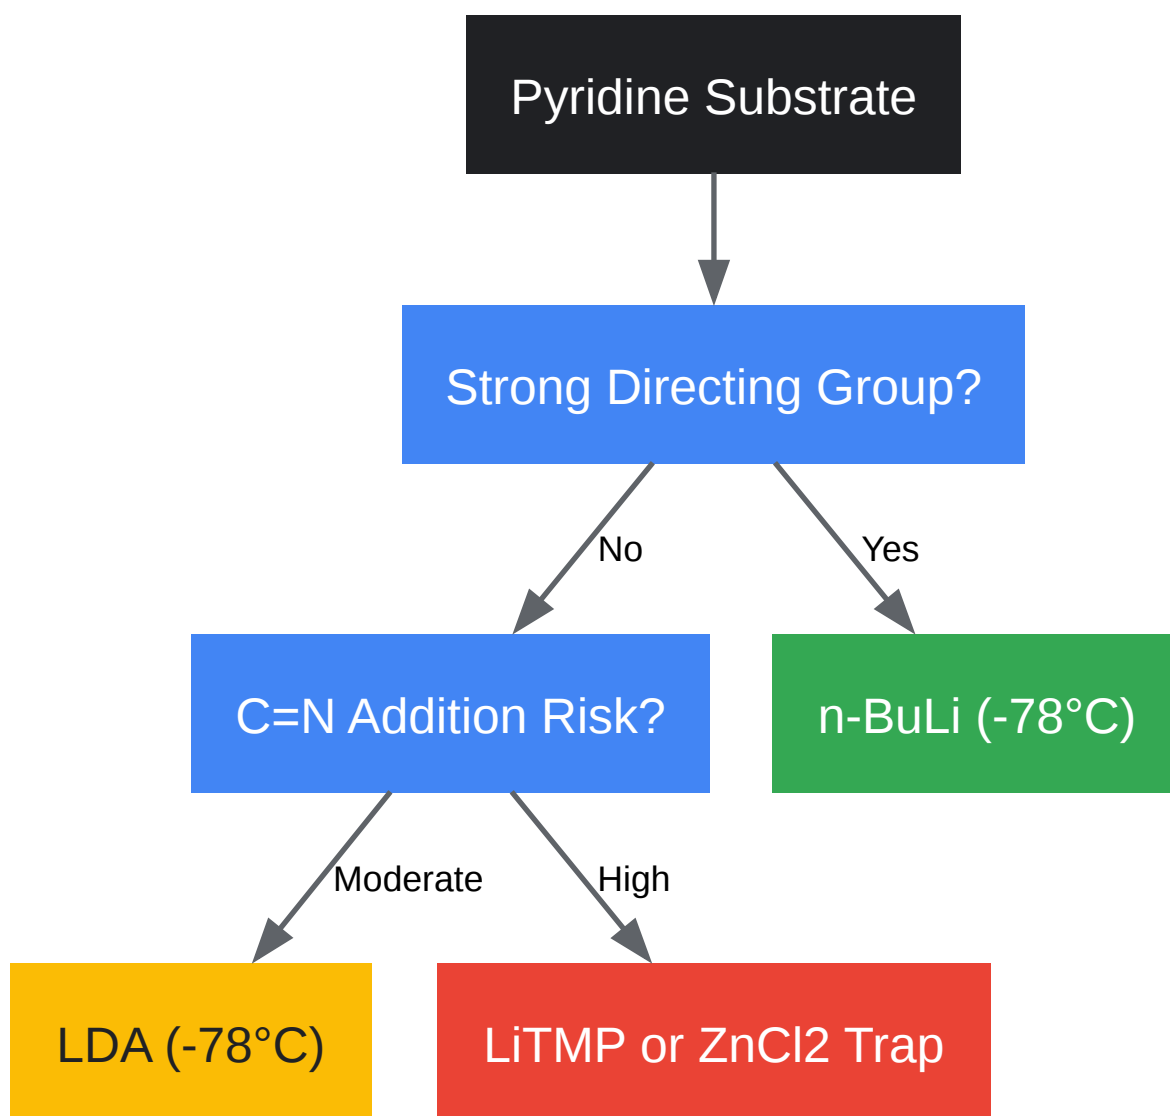 Pyridine Substrate
Strong Directing Group?
No
Yes
C=N Addition Risk?
n-BuLi (-78°C)
Moderate
High
LDA (-78°C)
LiTMP or ZnCl2 Trap